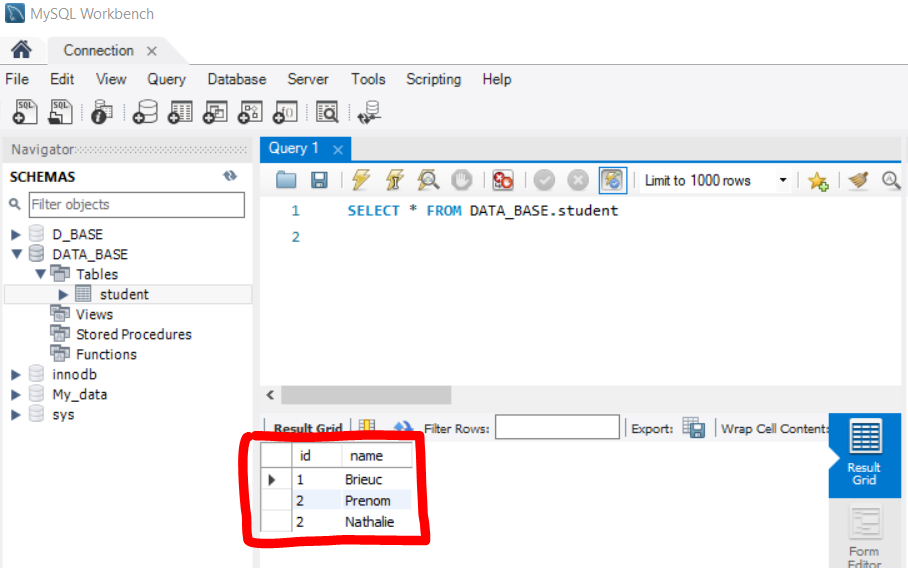 MySQL Workbench
Connection
File Edit View Query Database Server Tools Scripting Help
SQL SQL
Navigator
SCHEMAS
Filter objects
D_BASE
DATA_BASE
Tables
student
Views
Stored Procedures
Functions
innodb
My_data
sys
Query 1
Limit to 1000 rows
1 SELECT * FROM DATA_BASE.student
2
Result Grid Filter Rows: Export: Wrap Cell Content:
id name
1 Brieuc
2 Prenom
2 Nathalie
Result
Grid
Form
Editor